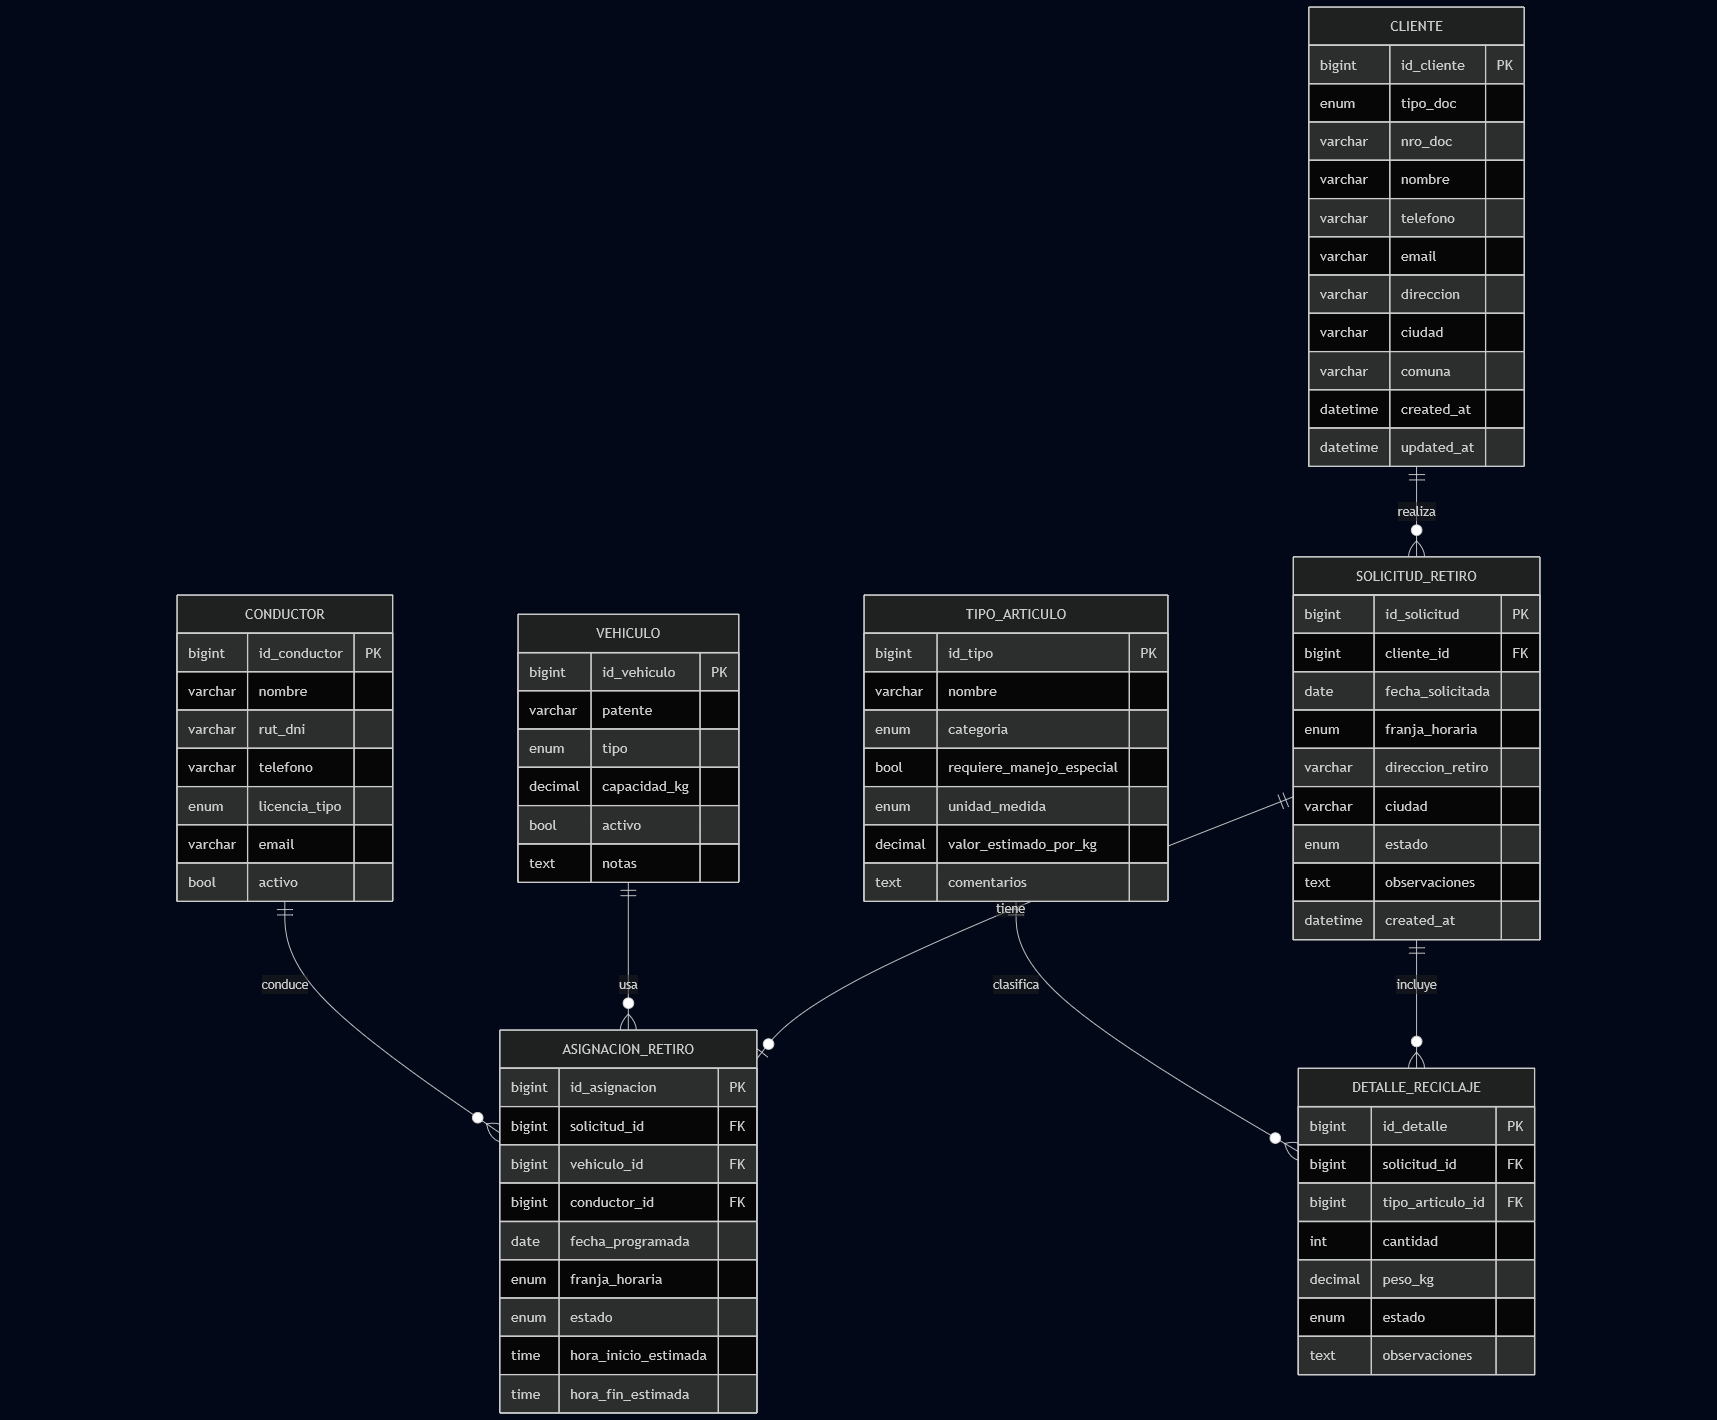 CLIENTE
bigint id_cliente PK
enum tipo_doc
varchar nro_doc
varchar nombre
varchar telefono
varchar email
varchar direccion
varchar ciudad
varchar comuna
datetime created_at
datetime updated_at
realiza
SOLICITUD_RETIRO
bigint id_solicitud PK
bigint cliente_id FK
date fecha_solicitada
enum franja_horaria
varchar direccion_retiro
varchar ciudad
enum estado
text observaciones
datetime created_at
CONDUCTOR
bigint id_conductor PK
varchar nombre
varchar rut_dni
varchar telefono
enum licencia_tipo
varchar email
bool activo
VEHICULO
bigint id_vehiculo PK
varchar patente
enum tipo
decimal capacidad_kg
bool activo
text notas
TIPO_ARTICULO
bigint id_tipo PK
varchar nombre
enum categoria
bool requiere_manejo_especial
enum unidad_medida
decimal valor_estimado_por_kg
text comentarios
tiene
conduce
usa
clasifica
incluye
ASIGNACION_RETIRO
bigint id_asignacion PK
bigint solicitud_id FK
bigint vehiculo_id FK
bigint conductor_id FK
date fecha_programada
enum franja_horaria
enum estado
time hora_inicio_estimada
time hora_fin_estimada
DETALLE_RECICLAJE
bigint id_detalle PK
bigint solicitud_id FK
bigint tipo_articulo_id FK
int cantidad
decimal peso_kg
enum estado
text observaciones